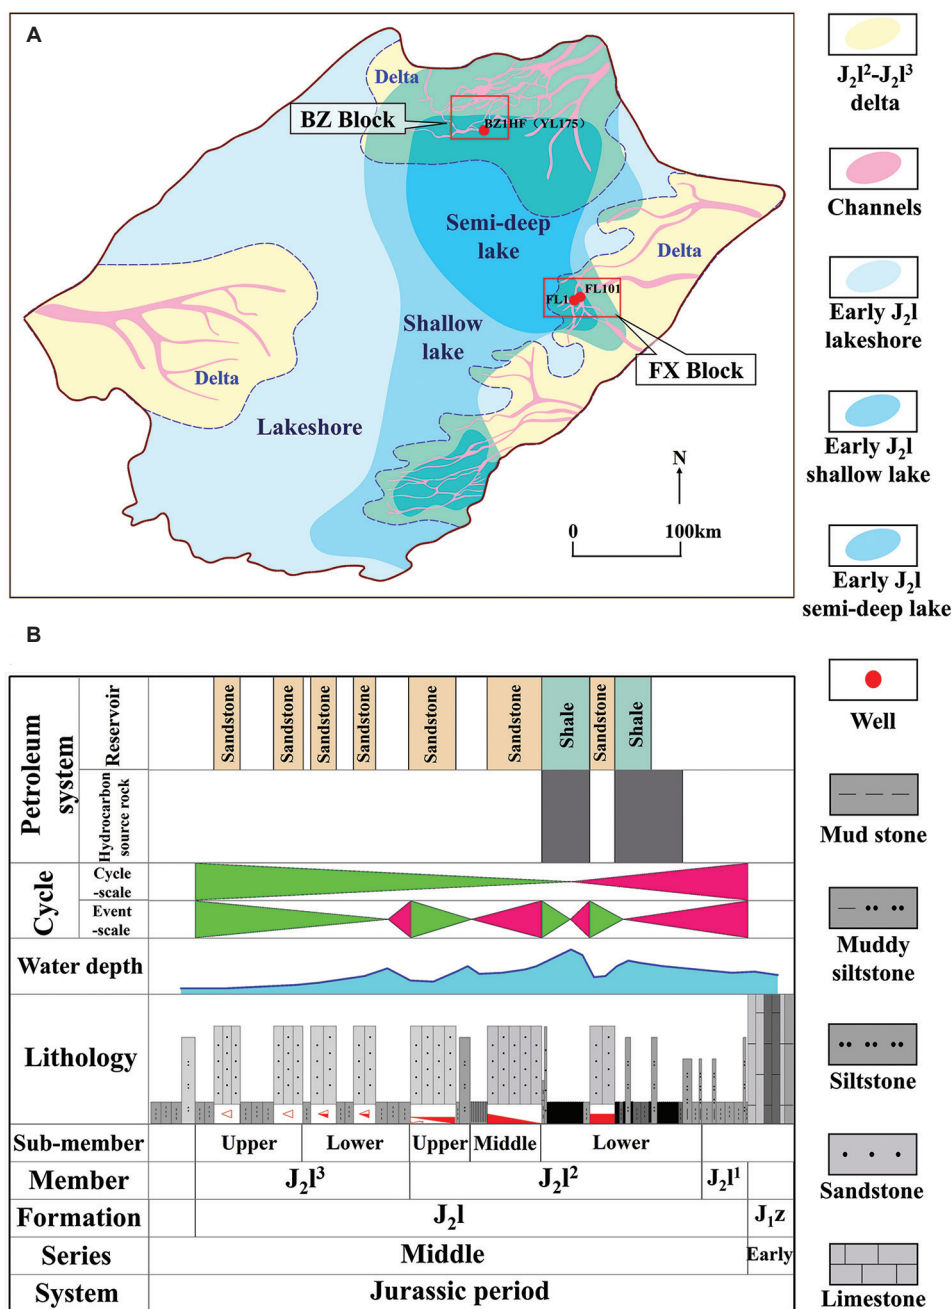 A
Delta
BZ Block
BZ1HF（YL175）
Semi-deep
lake
Delta
FL101
FL1
Shallow
lake
FX Block
Delta
Lakeshore
N
0 100km
J₂l²-J₂l³
delta
Channels
Early J₂l
lakeshore
Early J₂l
shallow lake
Early J₂l
semi-deep lake
B
Petroleum
system
Reservoir
Sandstone
Sandstone
Sandstone
Sandstone
Sandstone
Sandstone
Shale
Sandstone
Shale
Hydrocarbon
source rock
Cycle
Cycle
-scale
Event
-scale
Water depth
Lithology
Sub-member Upper Lower Upper Middle Lower
Member J₂l³ J₂l² J₂l¹
Formation J₂l J₁z
Series Middle Early
System Jurassic period
Well
Mud stone
Muddy
siltstone
Siltstone
Sandstone
Limestone